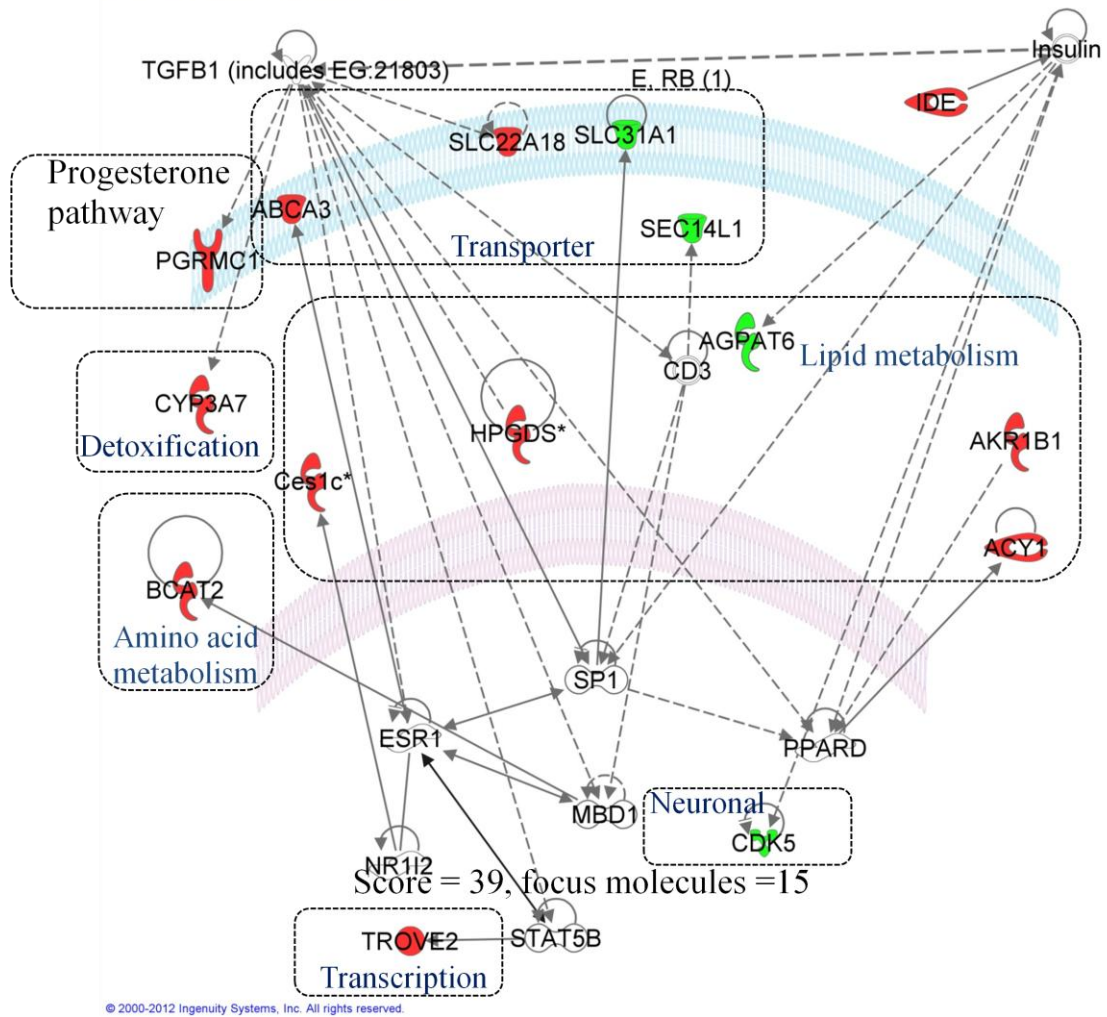 Insulin
TGFB1 (includes EG:21803)
E, RB (1)
IDE
SLC22A18
SLC31A1
Progesterone
pathway
ABCA3
SEC14L1
Transporter
PGRMC1
AGPAT6
Lipid metabolism
CD3
CYP3A7
HPGDS*
AKR1B1
Detoxification
Ces1c*
ACY1
BCAT2
Amino acid
metabolism
SP1
ESR1
PPARD
Neuronal
MBD1
CDK5
NR1I2
Score = 39, focus molecules =15
TROVE2
STAT5B
Transcription
© 2000-2012 Ingenuity Systems, Inc. All rights reserved.